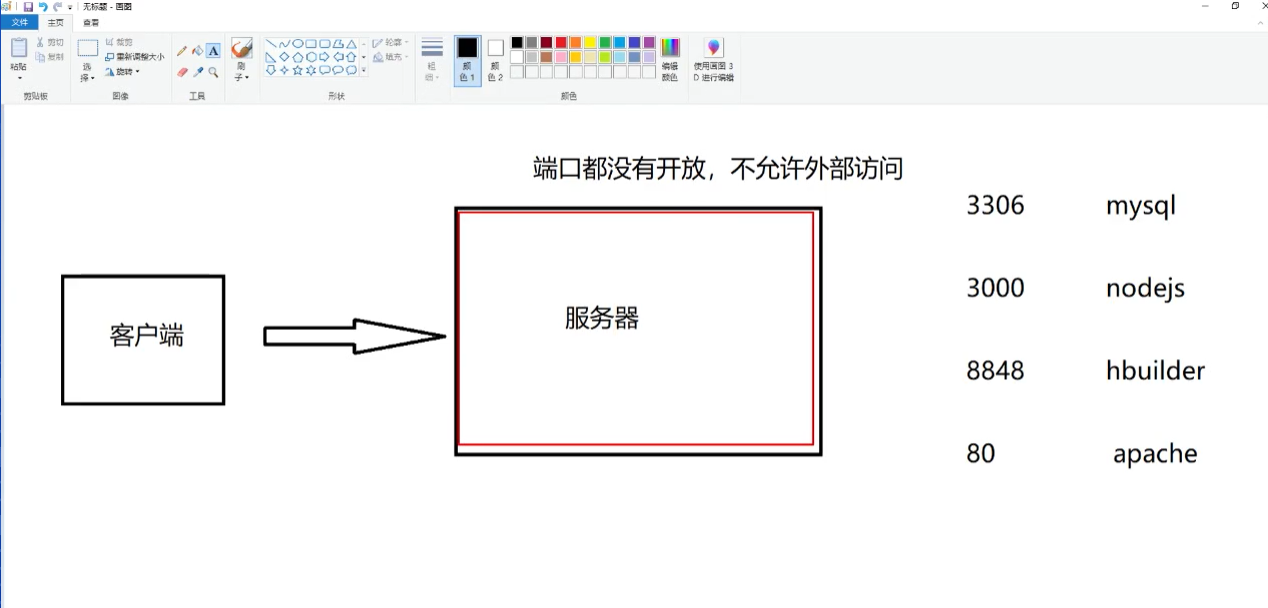 无标题 - 画图
文件 主页 查看
粘贴
剪切
复制
剪贴板
选
择
裁剪
重新调整大小
旋转
图像
A
工具
刷
子
形状
轮廓
填充
粗
细
颜
色 1
颜
色 2
颜色
编辑
颜色
使用画图 3
D 进行编辑
端口都没有开放，不允许外部访问
客户端
服务器
3306 mysql
3000 nodejs
8848 hbuilder
80 apache